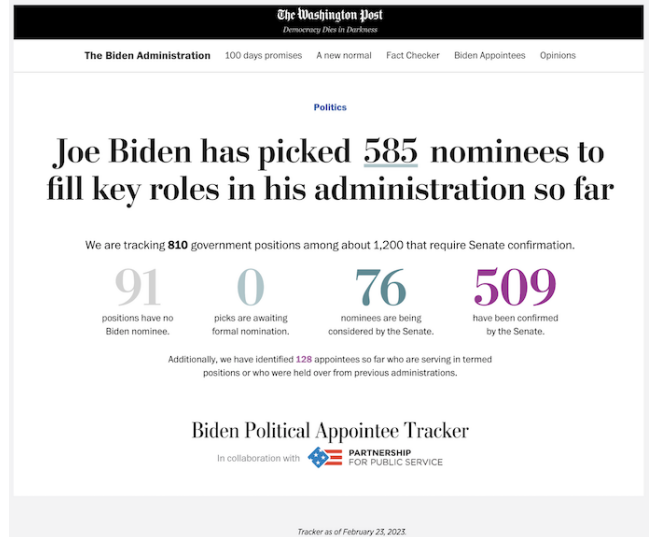 The Washington Post
Democracy Dies in Darkness
The Biden Administration 100 days promises A new normal Fact Checker Biden Appointees Opinions
Politics
Joe Biden has picked 585 nominees to
fill key roles in his administration so far
We are tracking 810 government positions among about 1,200 that require Senate confirmation.
91
positions have no
Biden nominee.
0
picks are awaiting
formal nomination.
76
nominees are being
considered by the Senate.
509
have been confirmed
by the Senate.
Additionally, we have identified 128 appointees so far who are serving in termed
positions or who were held over from previous administrations.
Biden Political Appointee Tracker
In collaboration with
PARTNERSHIP
FOR PUBLIC SERVICE
Tracker as of February 23, 2023.